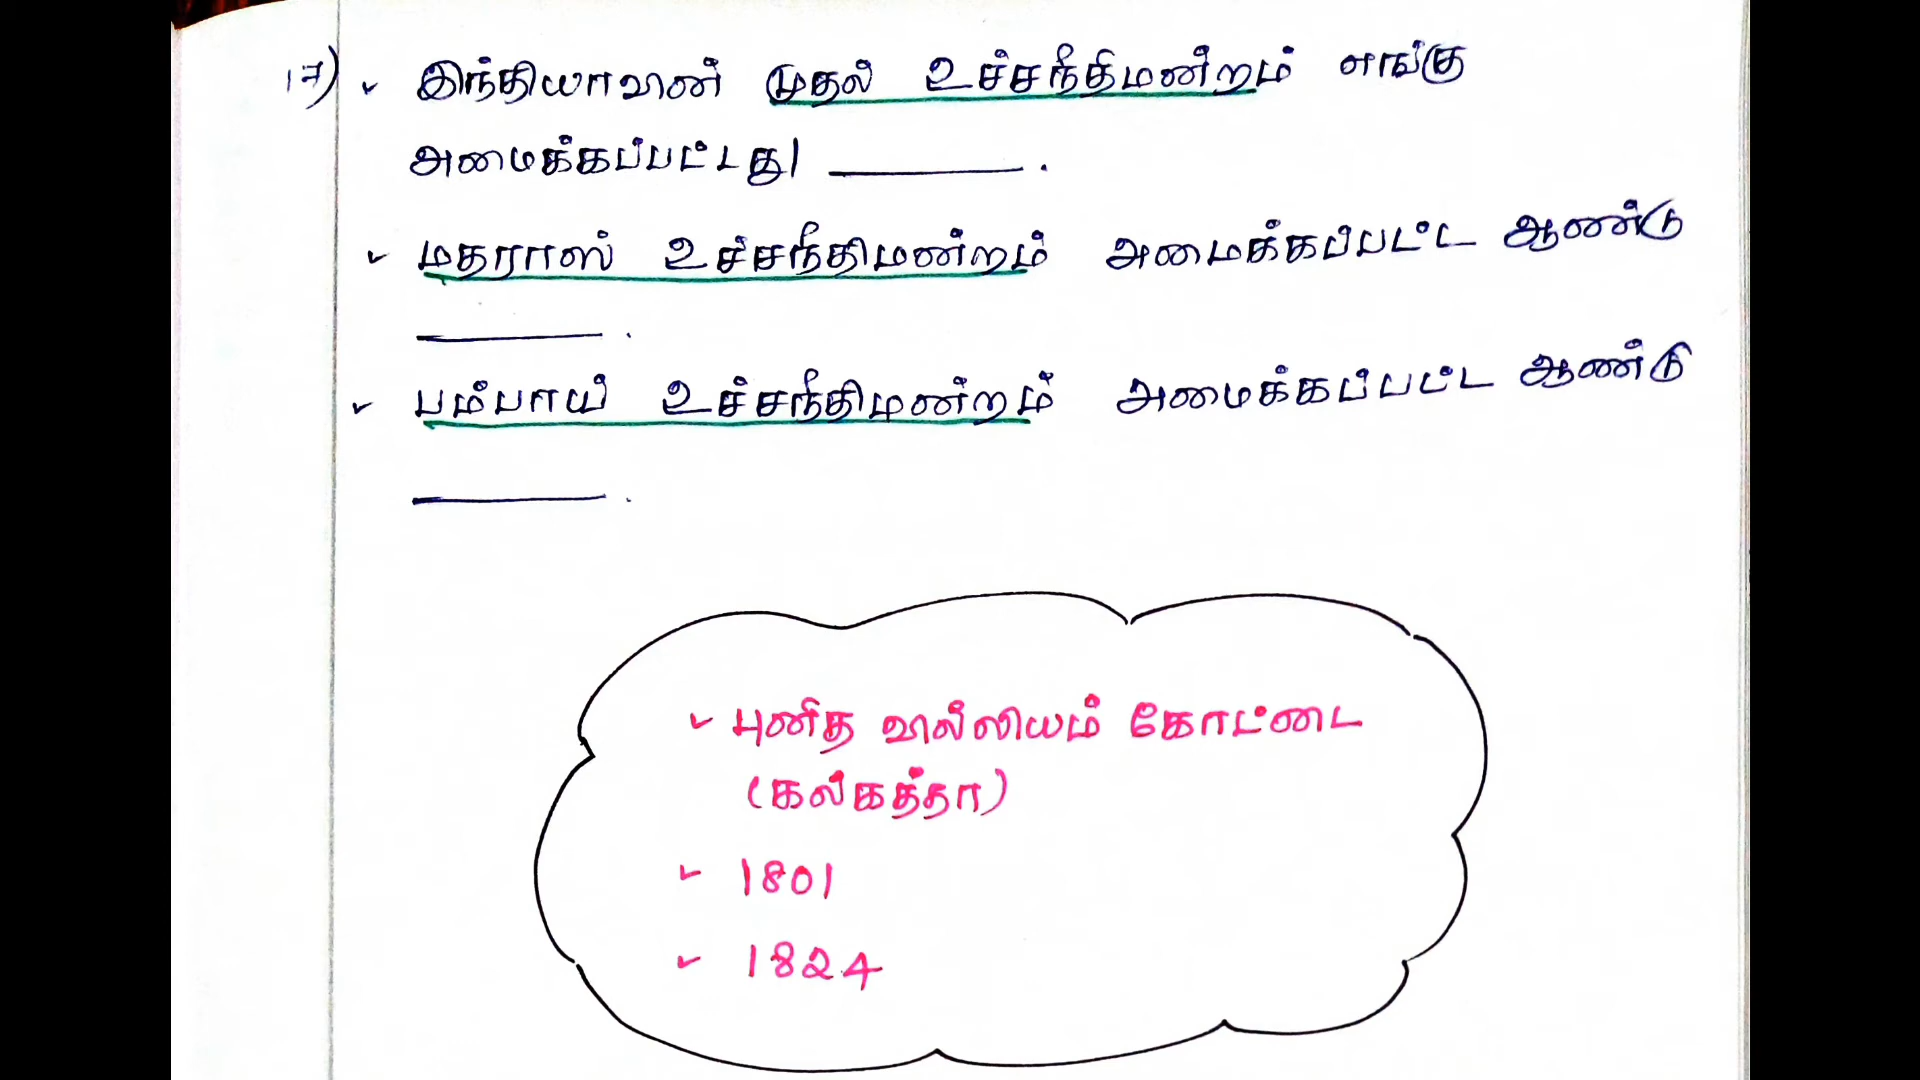 17) இந்தியாவின் முதல் உச்சநீதிமன்றம் எங்கு
அமைக்கப்பட்டது? ______ .
மதராஸ் உச்சநீதிமன்றம் அமைக்கப்பட்ட ஆண்டு
______ .
பம்பாய் உச்சநீதிமன்றம் அமைக்கப்பட்ட ஆண்டு
______ .
புனித வில்லியம் கோட்டை
(கல்கத்தா)
1801
1824